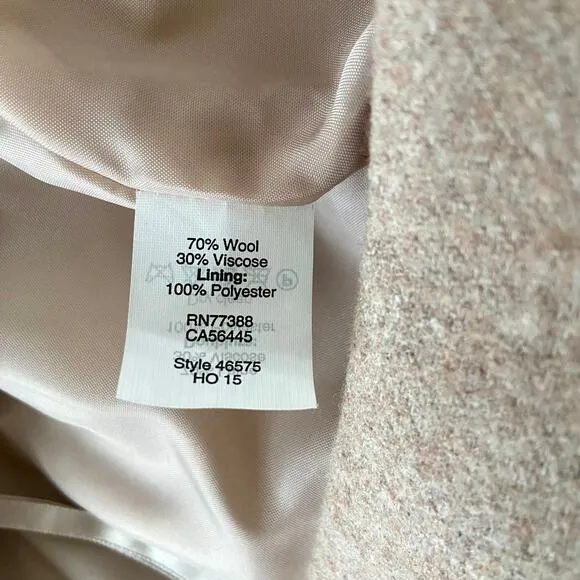 70% Wool
30% Viscose
Lining:
100% Polyester
RN77388
CA56445
Style 46575
HO 15